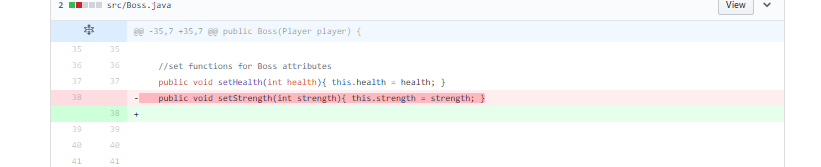 2 src/Boss.java View
@@ -35,7 +35,7 @@ public Boss(Player player) {
35 35
36 36 //set functions for Boss attributes
37 37 public void setHealth(int health){ this.health = health; }
38 - public void setStrength(int strength){ this.strength = strength; }
38 +
39 39
40 40
41 41